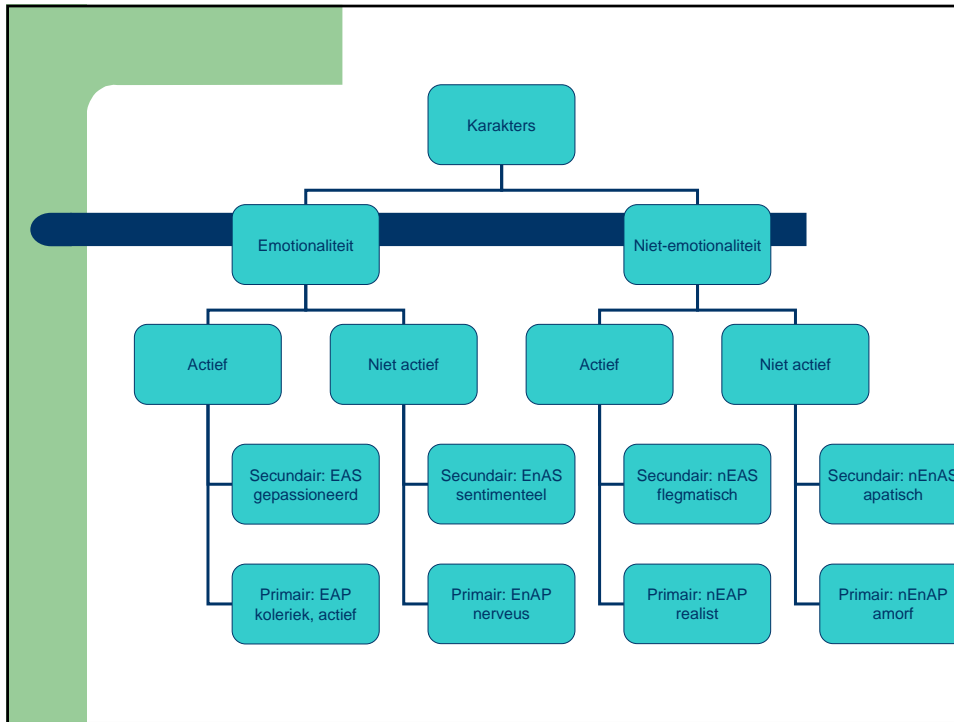 Karakters
Emotionaliteit
Niet-emotionaliteit
Actief
Niet actief
Actief
Niet actief
Secundair: EAS
gepassioneerd
Secundair: EnAS
sentimenteel
Secundair: nEAS
flegmatisch
Secundair: nEnAS
apatisch
Primair: EAP
koleriek, actief
Primair: EnAP
nerveus
Primair: nEAP
realist
Primair: nEnAP
amorf